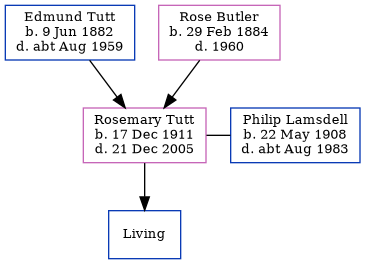 Edmund Tutt
b. 9 Jun 1882
d. abt Aug 1959
Rose Butler
b. 29 Feb 1884
d. 1960
Rosemary Tutt
b. 17 Dec 1911
d. 21 Dec 2005
Philip Lamsdell
b. 22 May 1908
d. abt Aug 1983
Living